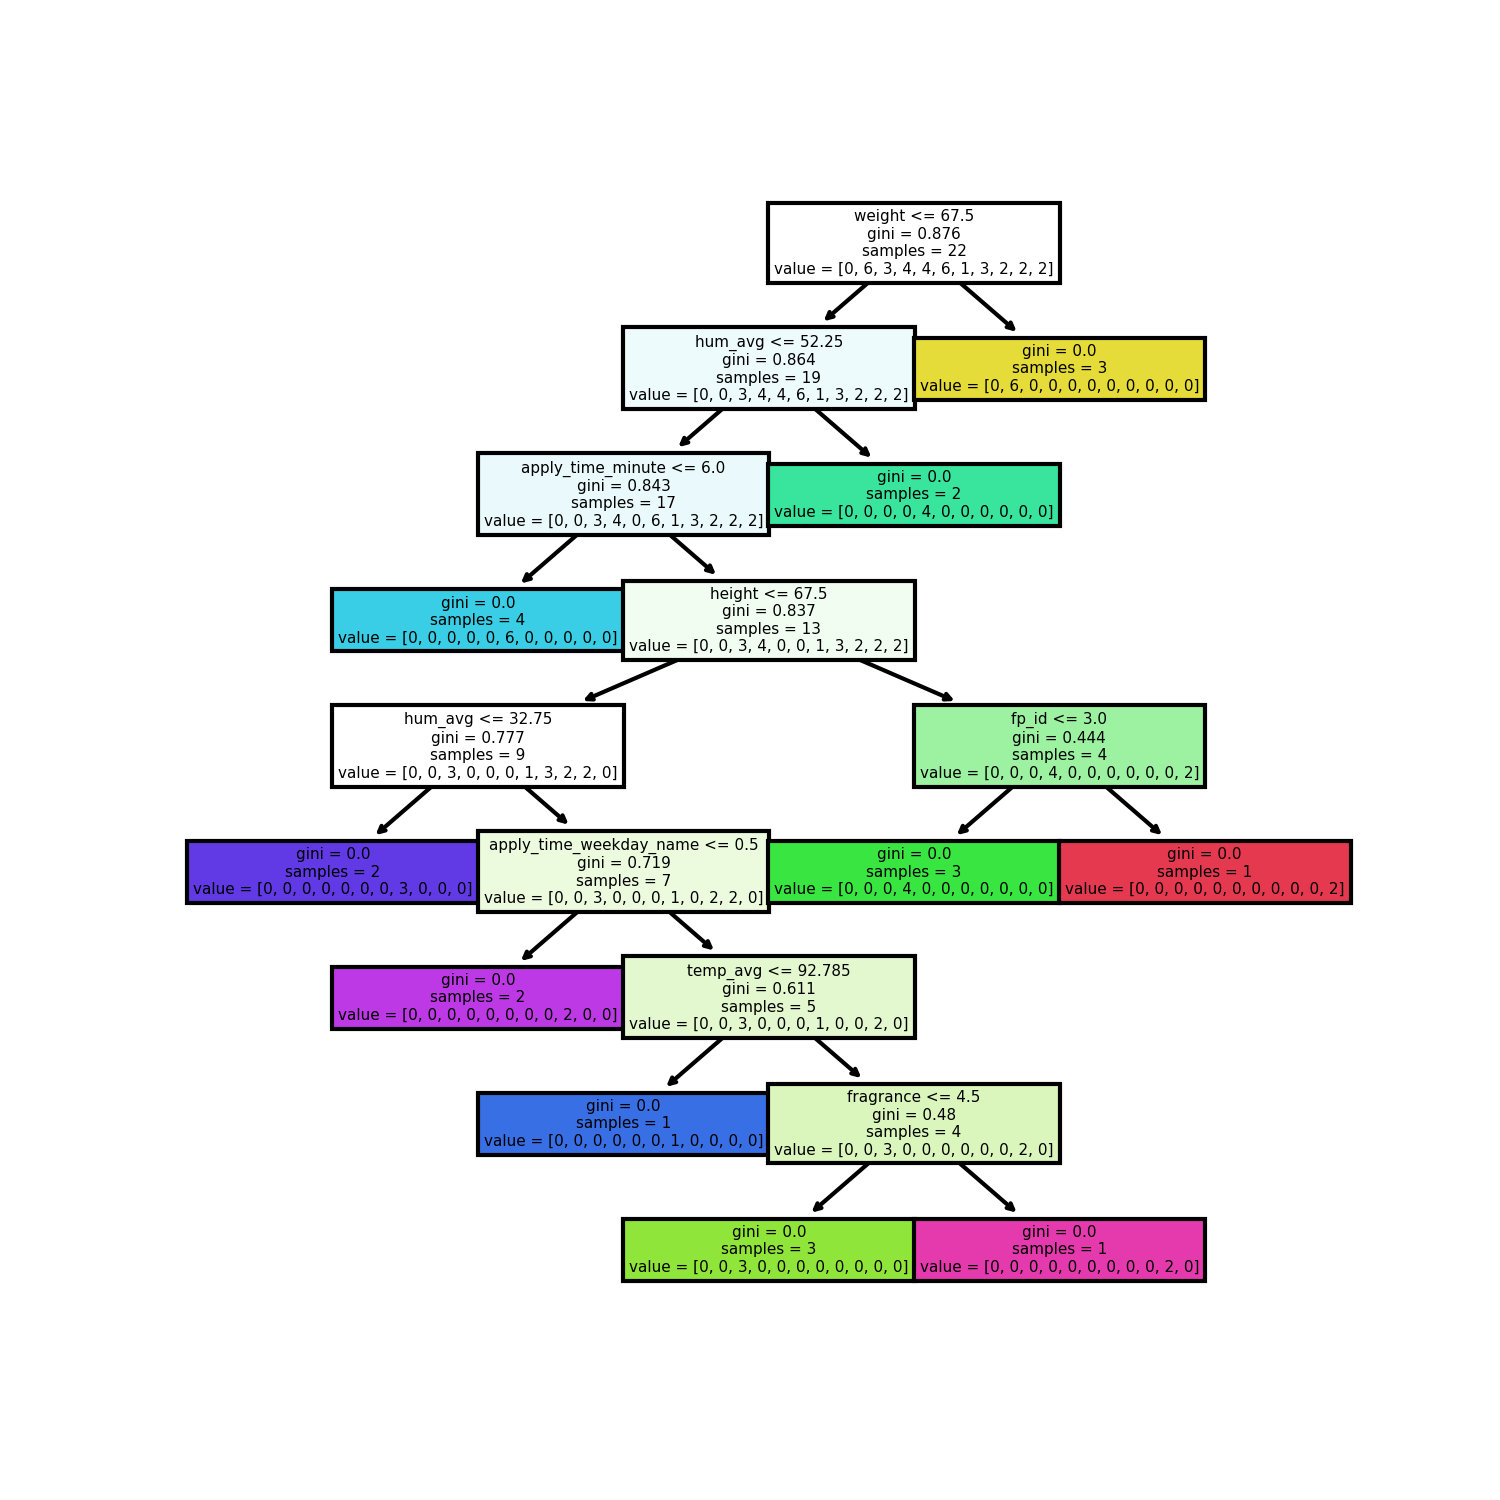 weight <= 67.5
gini = 0.876
samples = 22
value = [0, 6, 3, 4, 4, 6, 1, 3, 2, 2, 2]
hum_avg <= 52.25
gini = 0.864
samples = 19
value = [0, 0, 3, 4, 4, 6, 1, 3, 2, 2, 2]
gini = 0.0
samples = 3
value = [0, 6, 0, 0, 0, 0, 0, 0, 0, 0, 0]
apply_time_minute <= 6.0
gini = 0.843
samples = 17
value = [0, 0, 3, 4, 0, 6, 1, 3, 2, 2, 2]
gini = 0.0
samples = 2
value = [0, 0, 0, 0, 4, 0, 0, 0, 0, 0, 0]
gini = 0.0
samples = 4
value = [0, 0, 0, 0, 0, 6, 0, 0, 0, 0, 0]
height <= 67.5
gini = 0.837
samples = 13
value = [0, 0, 3, 4, 0, 0, 1, 3, 2, 2, 2]
hum_avg <= 32.75
gini = 0.777
samples = 9
value = [0, 0, 3, 0, 0, 0, 1, 3, 2, 2, 0]
fp_id <= 3.0
gini = 0.444
samples = 4
value = [0, 0, 0, 4, 0, 0, 0, 0, 0, 0, 2]
gini = 0.0
samples = 2
value = [0, 0, 0, 0, 0, 0, 0, 3, 0, 0, 0]
apply_time_weekday_name <= 0.5
gini = 0.719
samples = 7
value = [0, 0, 3, 0, 0, 0, 1, 0, 2, 2, 0]
gini = 0.0
samples = 3
value = [0, 0, 0, 4, 0, 0, 0, 0, 0, 0, 0]
gini = 0.0
samples = 1
value = [0, 0, 0, 0, 0, 0, 0, 0, 0, 0, 2]
gini = 0.0
samples = 2
value = [0, 0, 0, 0, 0, 0, 0, 0, 2, 0, 0]
temp_avg <= 92.785
gini = 0.611
samples = 5
value = [0, 0, 3, 0, 0, 0, 1, 0, 0, 2, 0]
gini = 0.0
samples = 1
value = [0, 0, 0, 0, 0, 0, 1, 0, 0, 0, 0]
fragrance <= 4.5
gini = 0.48
samples = 4
value = [0, 0, 3, 0, 0, 0, 0, 0, 0, 2, 0]
gini = 0.0
samples = 3
value = [0, 0, 3, 0, 0, 0, 0, 0, 0, 0, 0]
gini = 0.0
samples = 1
value = [0, 0, 0, 0, 0, 0, 0, 0, 0, 2, 0]